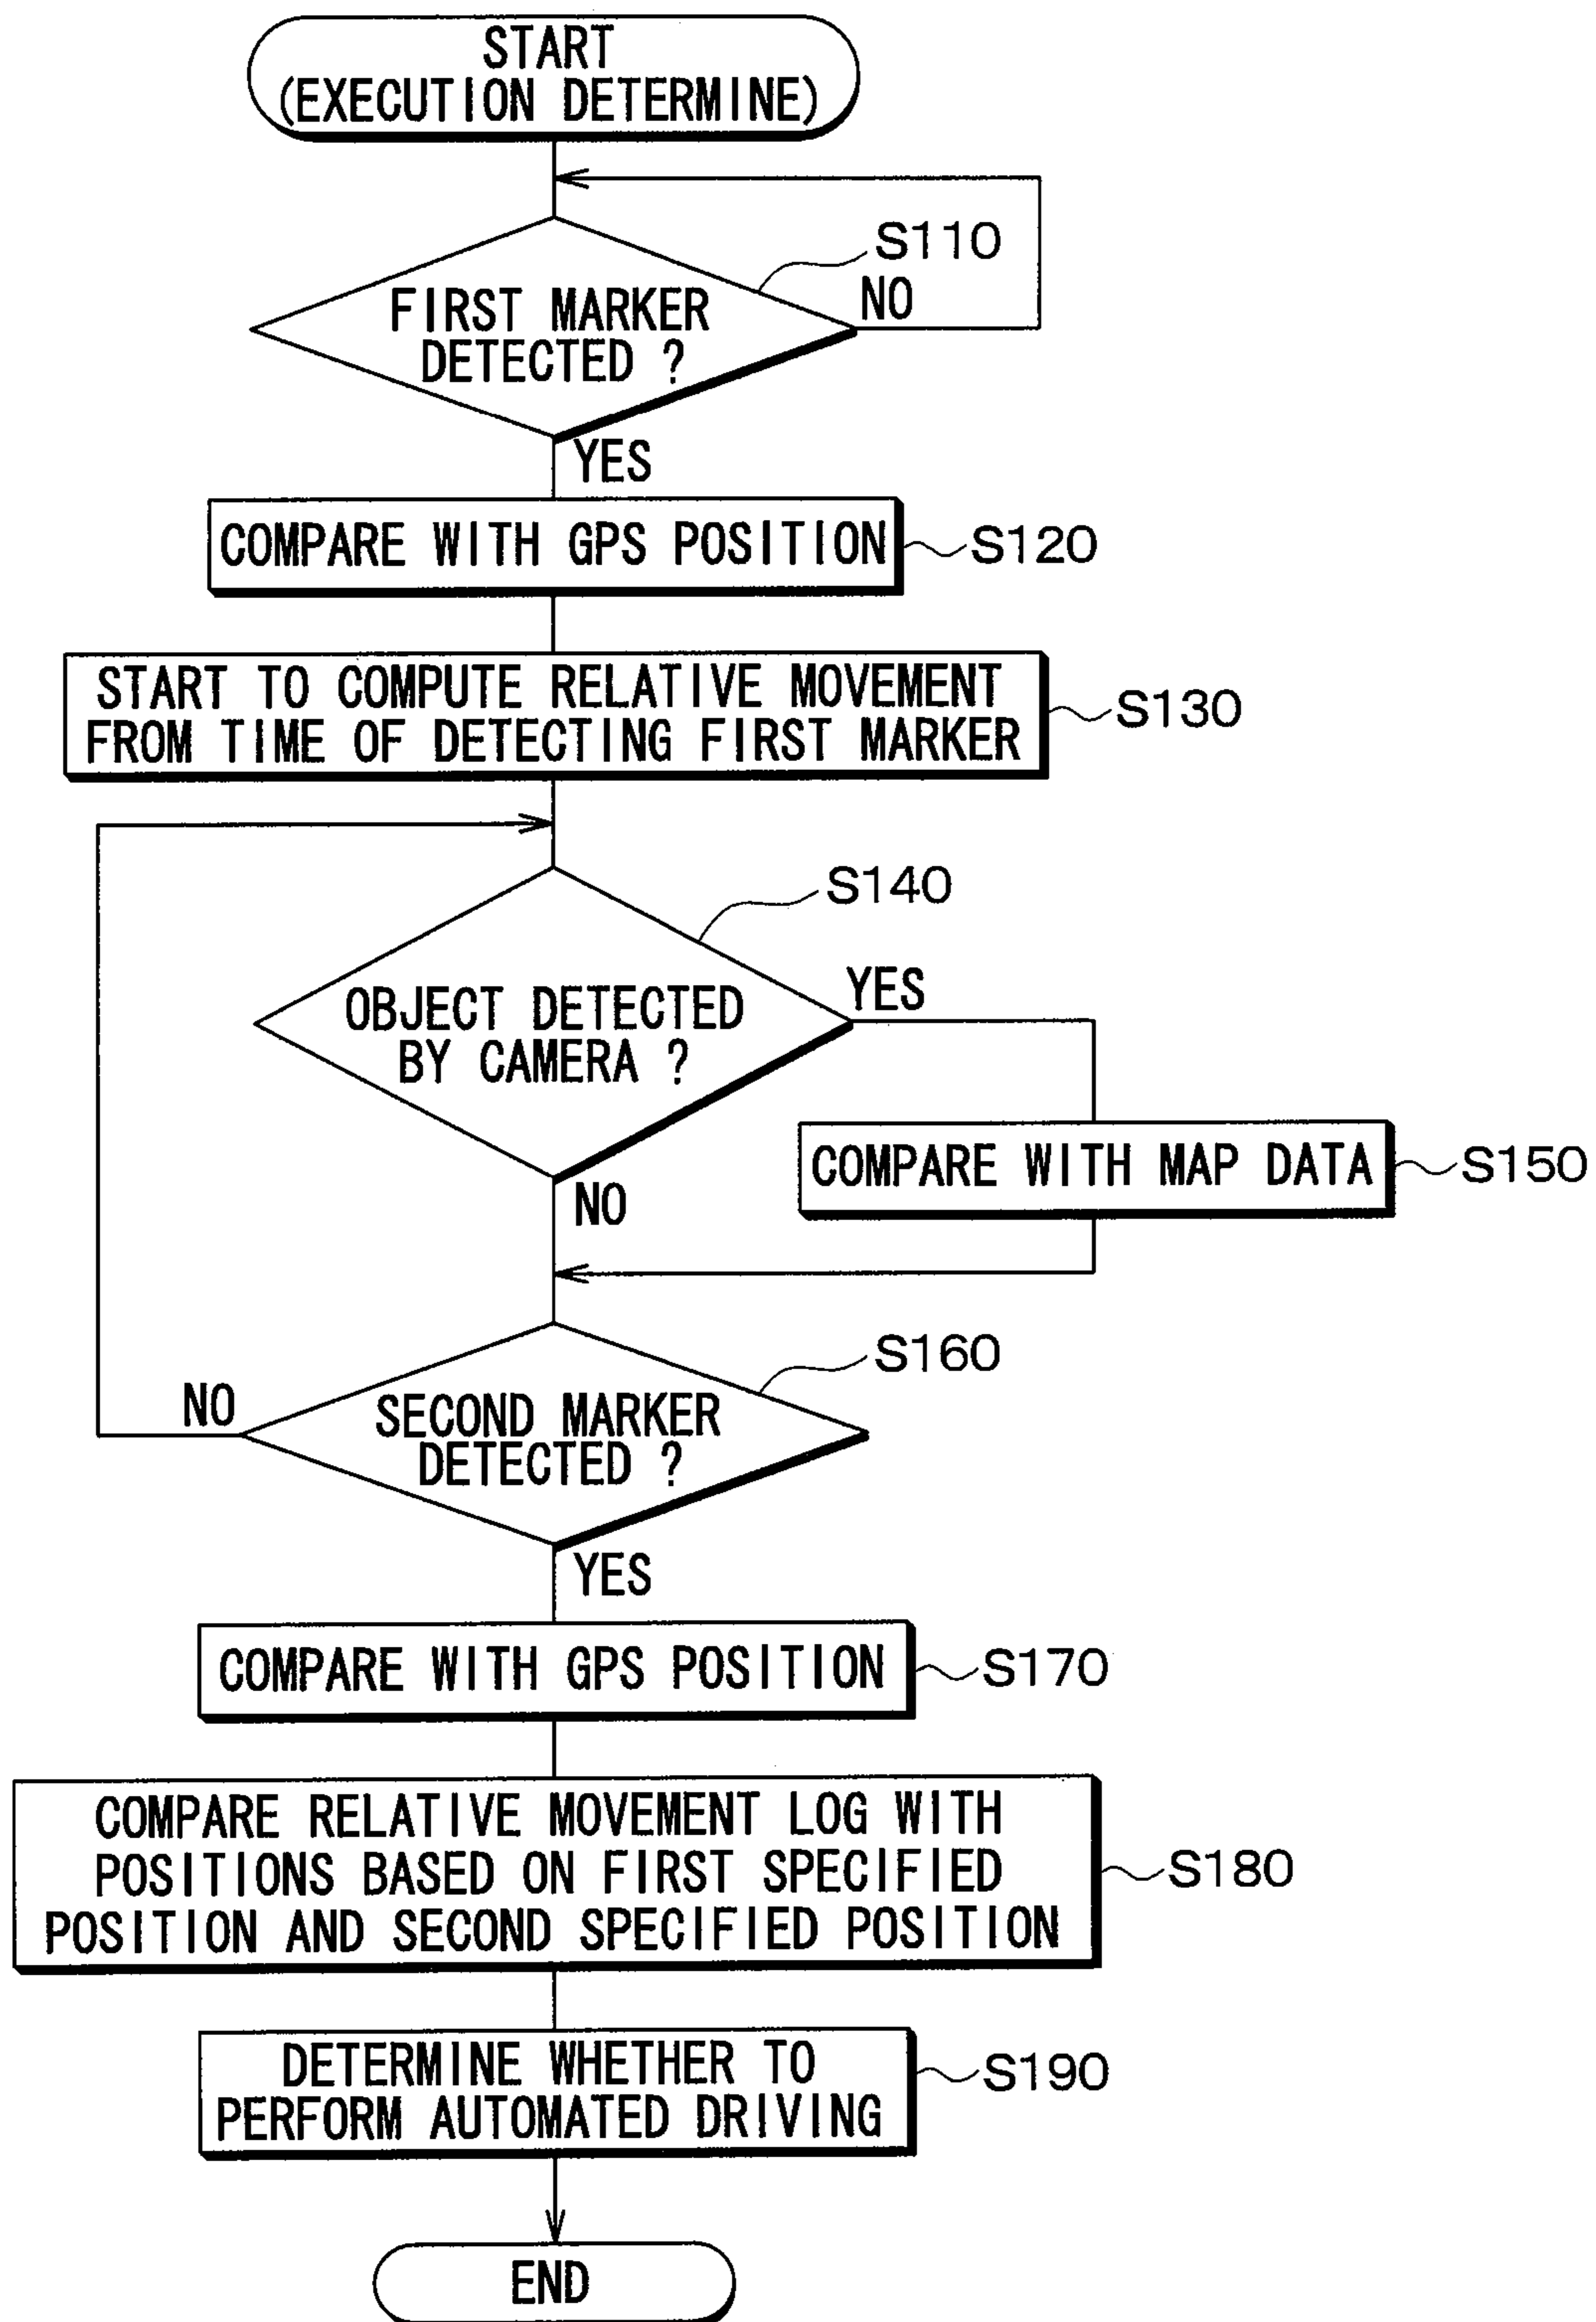 START
(EXECUTION DETERMINE)
S110
NO
FIRST MARKER
DETECTED ?
YES
COMPARE WITH GPS POSITION
S120
START TO COMPUTE RELATIVE MOVEMENT
FROM TIME OF DETECTING FIRST MARKER
S130
S140
YES
OBJECT DETECTED
BY CAMERA ?
COMPARE WITH MAP DATA
S150
NO
S160
NO
SECOND MARKER
DETECTED ?
YES
COMPARE WITH GPS POSITION
S170
COMPARE RELATIVE MOVEMENT LOG WITH
POSITIONS BASED ON FIRST SPECIFIED
POSITION AND SECOND SPECIFIED POSITION
S180
DETERMINE WHETHER TO
PERFORM AUTOMATED DRIVING
S190
END